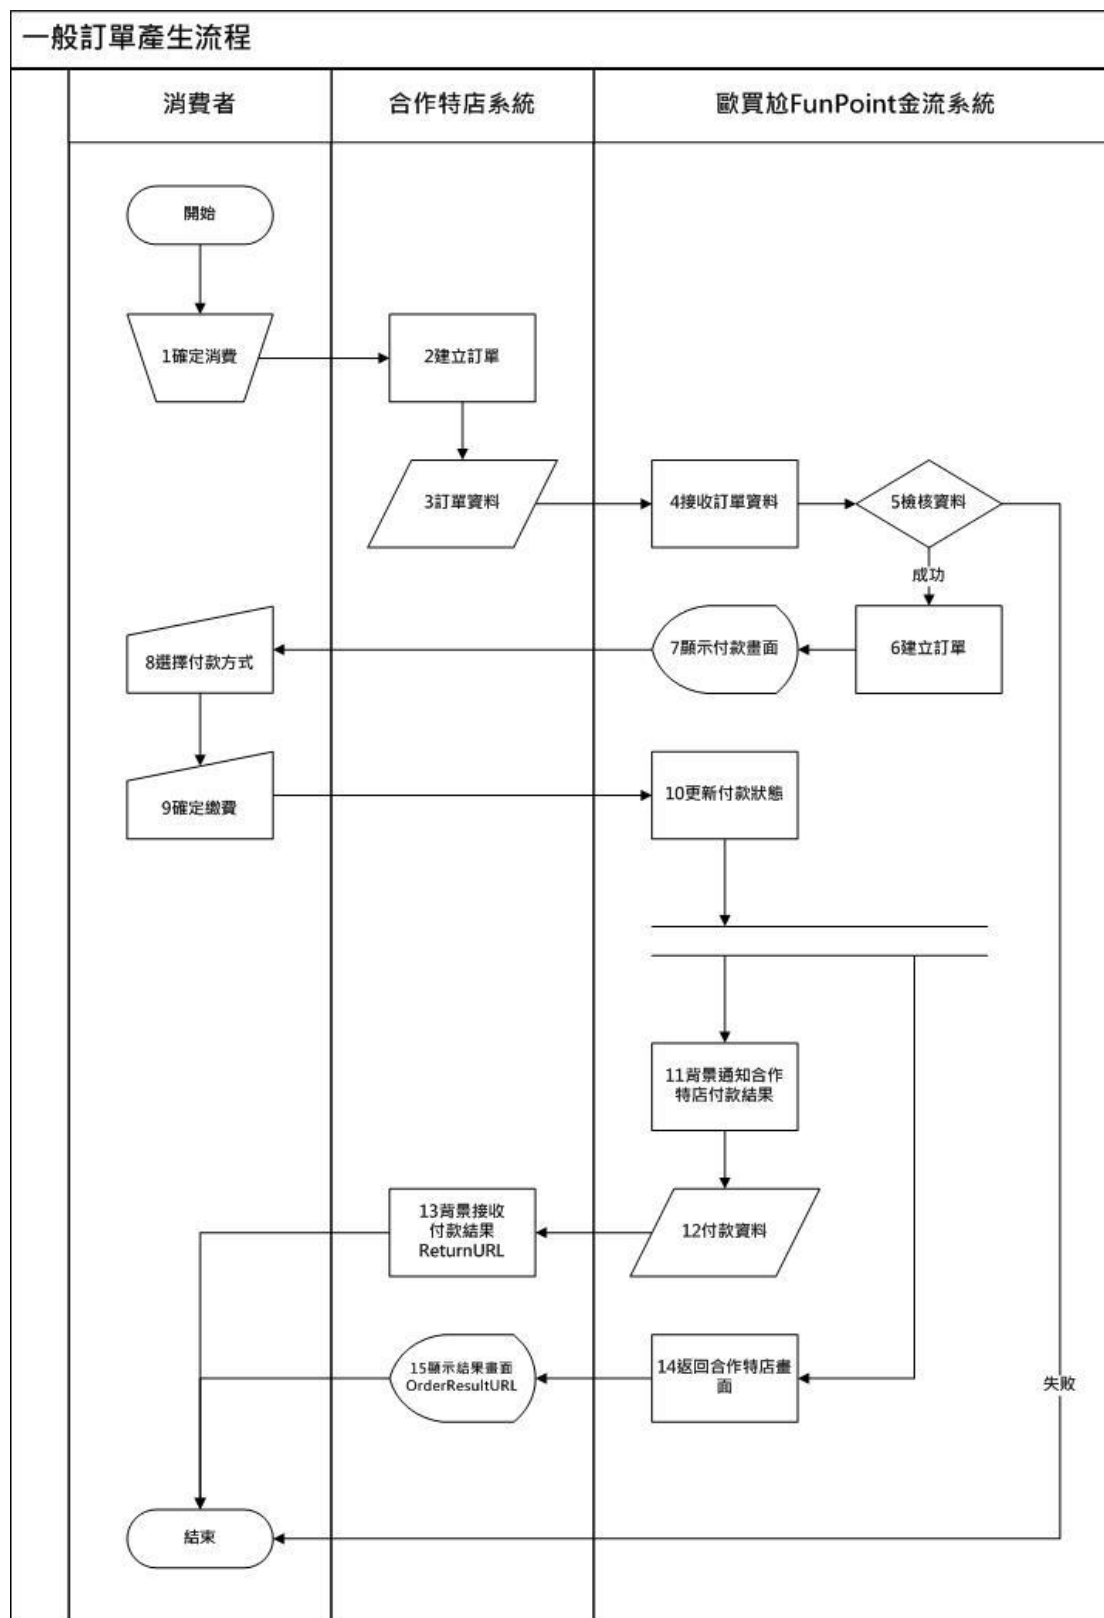 一般訂單產生流程
消費者
合作特店系統
歐買尬FunPoint金流系統
開始
1確定消費
2建立訂單
3訂單資料
4接收訂單資料
5檢核資料
成功
6建立訂單
7顯示付款畫面
8選擇付款方式
9確定繳費
10更新付款狀態
11背景通知合作
特店付款結果
12付款資料
13背景接收
付款結果
ReturnURL
14返回合作特店畫
面
15顯示結果畫面
OrderResultURL
失敗
結束